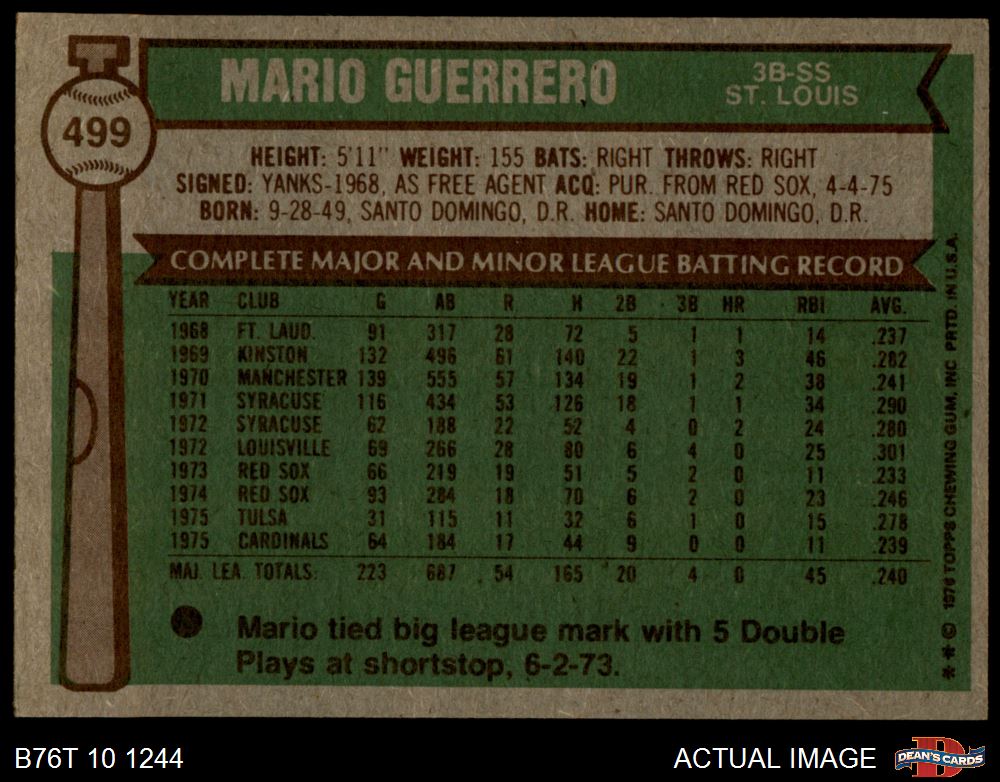 MARIO GUERRERO
3B-SS
ST. LOUIS
499
HEIGHT: 5'11" WEIGHT: 155 BATS: RIGHT THROWS: RIGHT
SIGNED: YANKS-1968, AS FREE AGENT ACQ: PUR. FROM RED SOX, 4-4-75
BORN: 9-28-49, SANTO DOMINGO, D.R. HOME: SANTO DOMINGO, D.R.
COMPLETE MAJOR AND MINOR LEAGUE BATTING RECORD
YEAR CLUB G AB R H 2B 3B HR RBI AVG.
1968 FT. LAUD. 91 317 28 72 5 1 1 14 .237
1969 KINSTON 132 496 61 140 22 1 3 46 .282
1970 MANCHESTER 139 555 57 134 19 1 2 38 .241
1971 SYRACUSE 116 434 53 126 18 1 1 34 .290
1972 SYRACUSE 62 188 22 52 4 0 2 24 .280
1972 LOUISVILLE 69 266 28 80 6 4 0 25 .301
1973 RED SOX 66 219 19 51 5 2 0 11 .233
1974 RED SOX 93 284 18 70 6 2 0 23 .246
1975 TULSA 31 115 11 32 6 1 0 15 .278
1975 CARDINALS 64 184 17 44 9 0 0 11 .239
MAJ. LEA. TOTALS: 223 687 54 165 20 4 0 45 .240
Mario tied big league mark with 5 Double
Plays at shortstop, 6-2-73.
** © 1976 TOPPS CHEWING GUM, INC. PRTD. IN U.S.A.
B76T 10 1244
ACTUAL IMAGE
D
DEAN'S CARDS